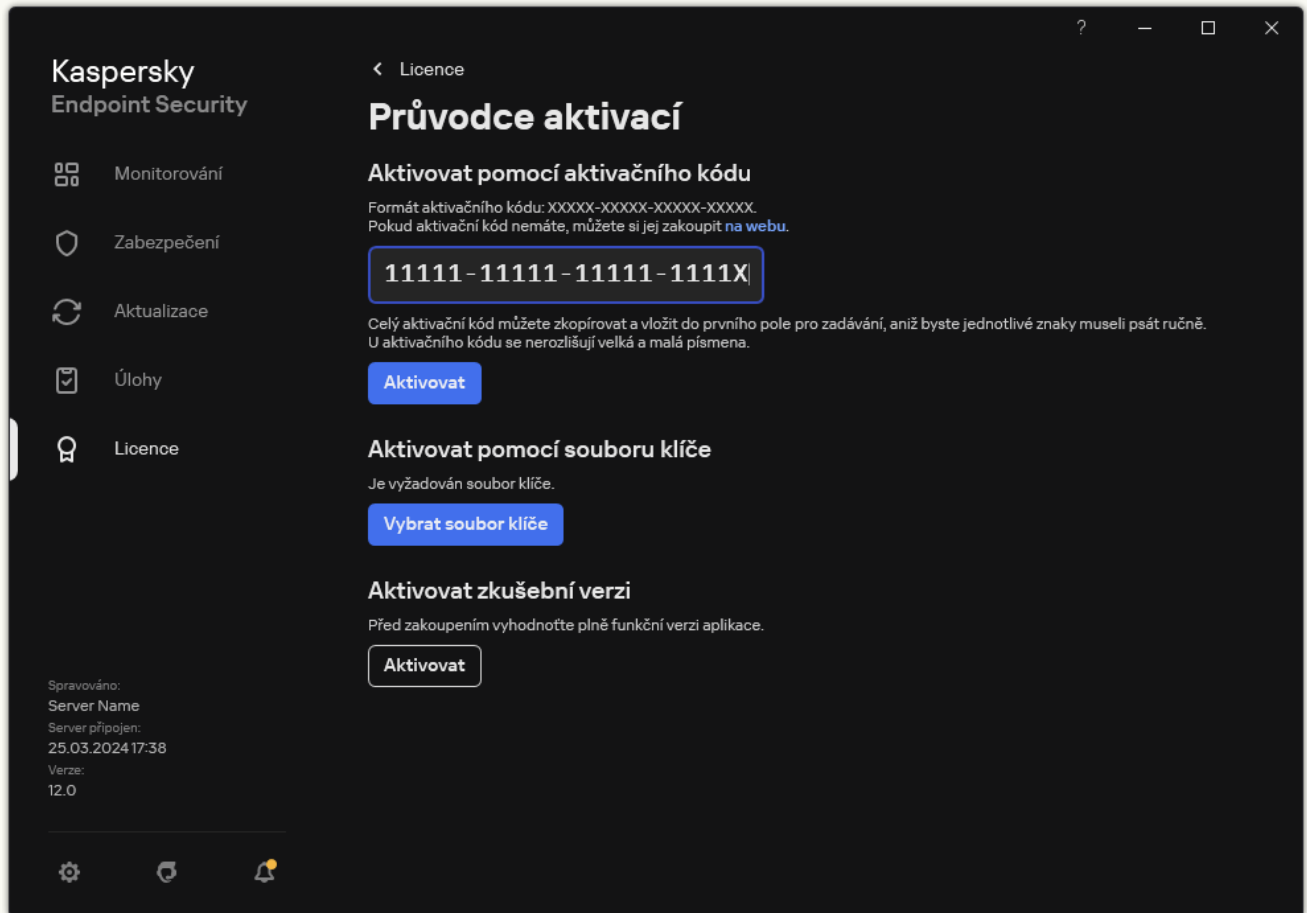 Kaspersky
Endpoint Security
Monitorování
Zabezpečení
Aktualizace
Úlohy
Licence
Spravováno:
Server Name
Server připojen:
25.03.2024 17:38
Verze:
12.0
?
Licence
Průvodce aktivací
Aktivovat pomocí aktivačního kódu
Formát aktivačního kódu: XXXXX-XXXXX-XXXXX-XXXXX.
Pokud aktivační kód nemáte, můžete si jej zakoupit na webu.
11111-11111-11111-1111X
Celý aktivační kód můžete zkopírovat a vložit do prvního pole pro zadávání, aniž byste jednotlivé znaky museli psát ručně.
U aktivačního kódu se nerozlišují velká a malá písmena.
Aktivovat
Aktivovat pomocí souboru klíče
Je vyžadován soubor klíče.
Vybrat soubor klíče
Aktivovat zkušební verzi
Před zakoupením vyhodnoťte plně funkční verzi aplikace.
Aktivovat